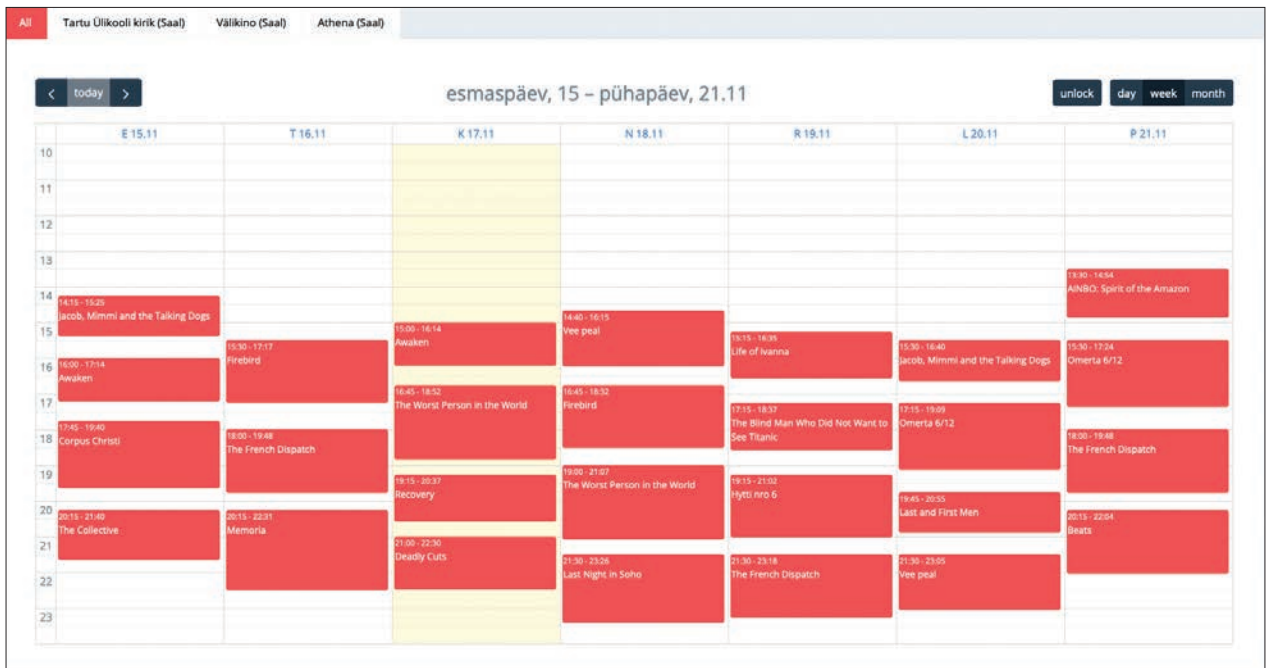 All Tartu Ülikooli kirik (Saal) Välikino (Saal) Athena (Saal)
today esmaspäev, 15 – pühapäev, 21.11 unlock day week month
E 15.11 T 16.11 K 17.11 N 18.11 R 19.11 L 20.11 P 21.11
10
11
12
13
14
15
16
17
18
19
20
21
22
23
14:15 - 15:25
Jacob, Mimmi and the Talking Dogs
16:00 - 17:14
Awaken
17:45 - 19:40
Corpus Christi
20:15 - 21:40
The Collective
15:30 - 17:17
Firebird
18:00 - 19:48
The French Dispatch
20:15 - 22:31
Memoria
15:00 - 16:14
Awaken
16:45 - 18:52
The Worst Person in the World
19:15 - 20:37
Recovery
21:00 - 22:30
Deadly Cuts
14:40 - 16:15
Vee peal
16:45 - 18:32
Firebird
19:00 - 21:07
The Worst Person in the World
21:30 - 23:26
Last Night in Soho
15:15 - 16:35
Life of Ivanna
17:15 - 18:37
The Blind Man Who Did Not Want to
See Titanic
19:15 - 21:02
Hytti nro 6
21:30 - 23:18
The French Dispatch
15:30 - 16:40
Jacob, Mimmi and the Talking Dogs
17:15 - 19:09
Omerta 6/12
19:45 - 20:55
Last and First Men
21:30 - 23:05
Vee peal
13:30 - 14:54
AINBO: Spirit of the Amazon
15:30 - 17:24
Omerta 6/12
18:00 - 19:48
The French Dispatch
20:15 - 22:04
Beats